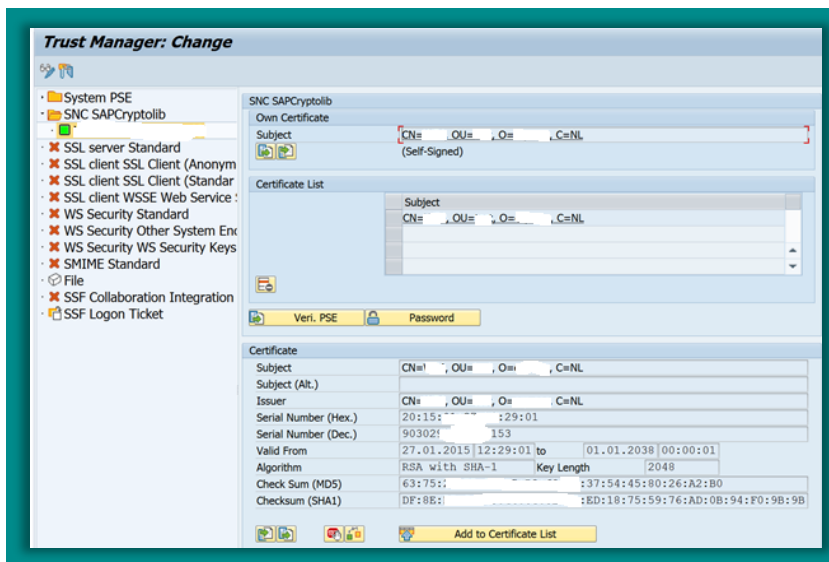 Trust Manager: Change
System PSE
SNC SAPCryptolib
SSL server Standard
SSL client SSL Client (Anonym
SSL client SSL Client (Standar
SSL client WSSE Web Service
WS Security Standard
WS Security Other System En
WS Security WS Security Keys
SMIME Standard
File
SSF Collaboration Integration
SSF Logon Ticket
SNC SAPCryptolib
Own Certificate
Subject CN= , OU= , O= , C=NL
(Self-Signed)
Certificate List
Subject
CN= , OU= , O= , C=NL
Veri. PSE Password
Certificate
Subject CN= , OU= , O= , C=NL
Subject (Alt.)
Issuer CN= , OU= , O= , C=NL
Serial Number (Hex.) 20:15: :29:01
Serial Number (Dec.) 90302 153
Valid From 27.01.2015 12:29:01 to 01.01.2038 00:00:01
Algorithm RSA with SHA-1 Key Length 2048
Check Sum (MD5) 63:75: :37:54:45:80:26:A2:B0
Checksum (SHA1) DF:8E: :ED:18:75:59:76:AD:0B:94:F0:9B:9B
Add to Certificate List